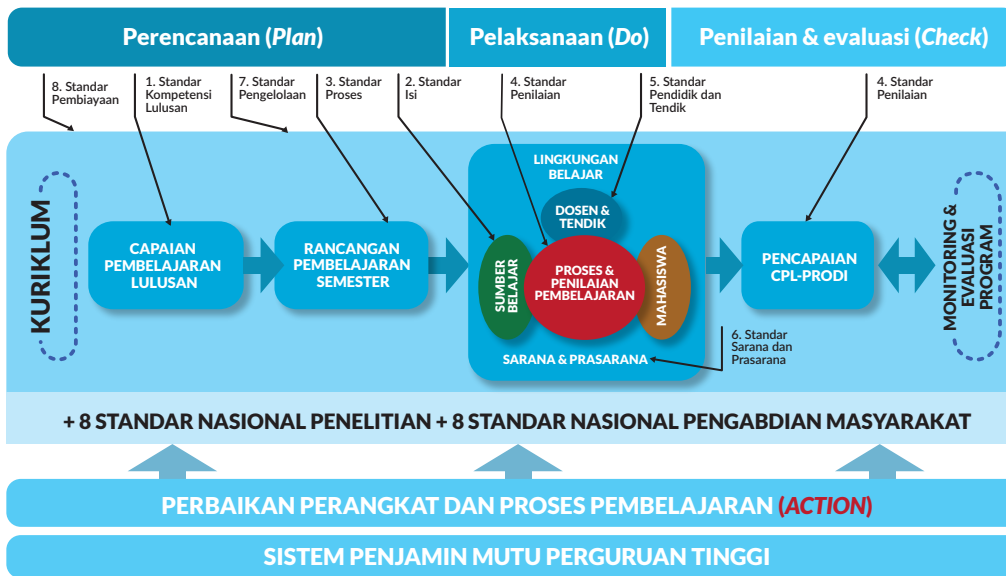 Perencanaan (Plan)
Pelaksanaan (Do)
Penilaian & evaluasi (Check)
8. Standar
Pembiayaan
1. Standar
Kompetensi
Lulusan
7. Standar
Pengelolaan
3. Standar
Proses
2. Standar
Isi
4. Standar
Penilaian
5. Standar
Pendidik dan
Tendik
4. Standar
Penilaian
KURIKLUM
CAPAIAN
PEMBELAJARAN
LULUSAN
RANCANGAN
PEMBELAJARAN
SEMESTER
LINGKUNGAN
BELAJAR
DOSEN &
TENDIK
SUMBER
BELAJAR
PROSES &
PENILAIAN
PEMBELAJARAN
MAHASISWA
SARANA & PRASARANA
PENCAPAIAN
CPL-PRODI
6. Standar
Sarana dan
Prasarana
MONITORING &
EVALUASI
PROGRAM
+ 8 STANDAR NASIONAL PENELITIAN + 8 STANDAR NASIONAL PENGABDIAN MASYARAKAT
PERBAIKAN PERANGKAT DAN PROSES PEMBELAJARAN (ACTION)
SISTEM PENJAMIN MUTU PERGURUAN TINGGI